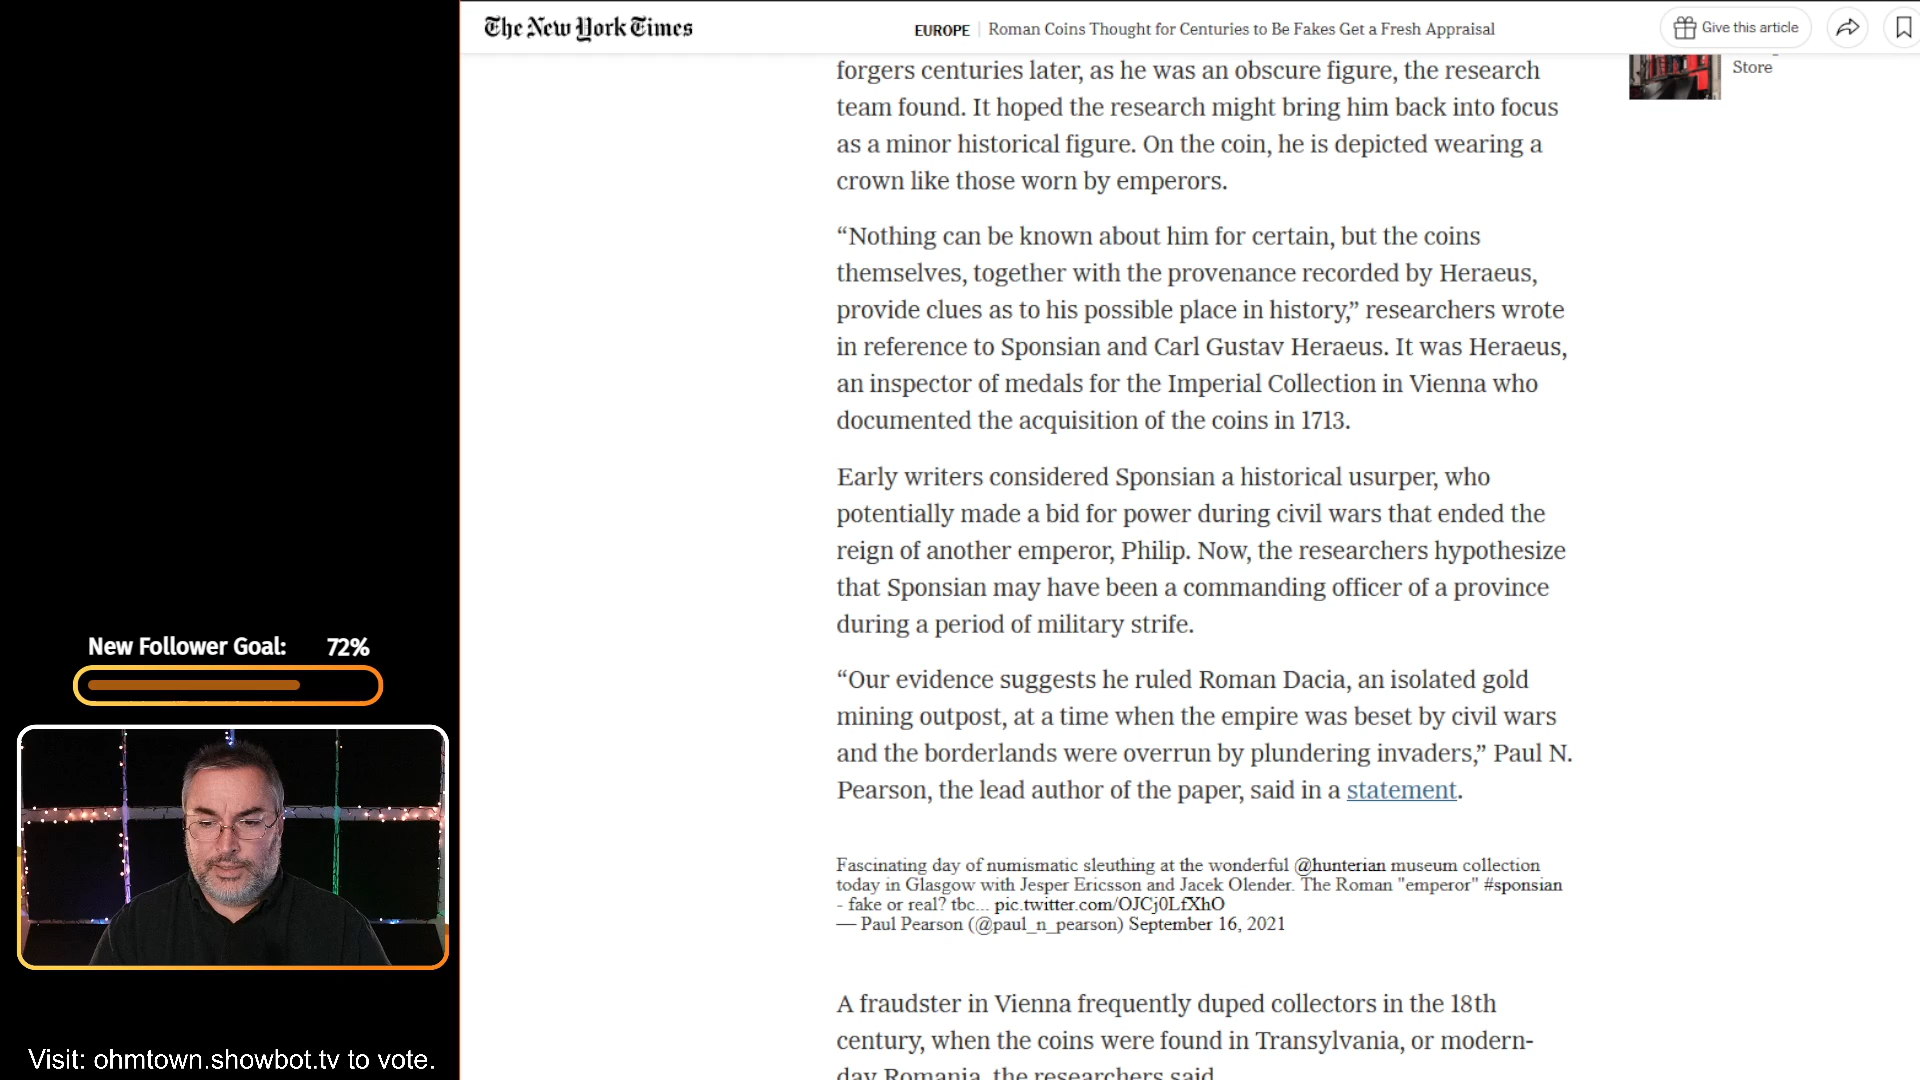 The New York Times
EUROPE | Roman Coins Thought for Centuries to Be Fakes Get a Fresh Appraisal
Give this article
Store
forgers centuries later, as he was an obscure figure, the research
team found. It hoped the research might bring him back into focus
as a minor historical figure. On the coin, he is depicted wearing a
crown like those worn by emperors.
“Nothing can be known about him for certain, but the coins
themselves, together with the provenance recorded by Heraeus,
provide clues as to his possible place in history,” researchers wrote
in reference to Sponsian and Carl Gustav Heraeus. It was Heraeus,
an inspector of medals for the Imperial Collection in Vienna who
documented the acquisition of the coins in 1713.
Early writers considered Sponsian a historical usurper, who
potentially made a bid for power during civil wars that ended the
reign of another emperor, Philip. Now, the researchers hypothesize
that Sponsian may have been a commanding officer of a province
during a period of military strife.
“Our evidence suggests he ruled Roman Dacia, an isolated gold
mining outpost, at a time when the empire was beset by civil wars
and the borderlands were overrun by plundering invaders,” Paul N.
Pearson, the lead author of the paper, said in a statement.
Fascinating day of numismatic sleuthing at the wonderful @hunterian museum collection
today in Glasgow with Jesper Ericsson and Jacek Olender. The Roman "emperor" #sponsian
- fake or real? tbc... pic.twitter.com/OJCj0LfXhO
— Paul Pearson (@paul_n_pearson) September 16, 2021
A fraudster in Vienna frequently duped collectors in the 18th
century, when the coins were found in Transylvania, or modern-
day Romania, the researchers said.
New Follower Goal: 72%
Visit: ohmtown.showbot.tv to vote.